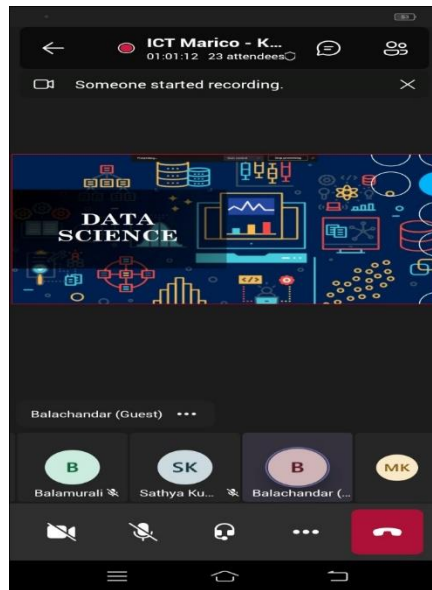 ICT Marico - K...
01:01:12 23 attendees
Someone started recording.
DATA
SCIENCE
Balachandar (Guest)
B
SK
B
MK
Balamurali
Sathya Ku...
Balachandar (...